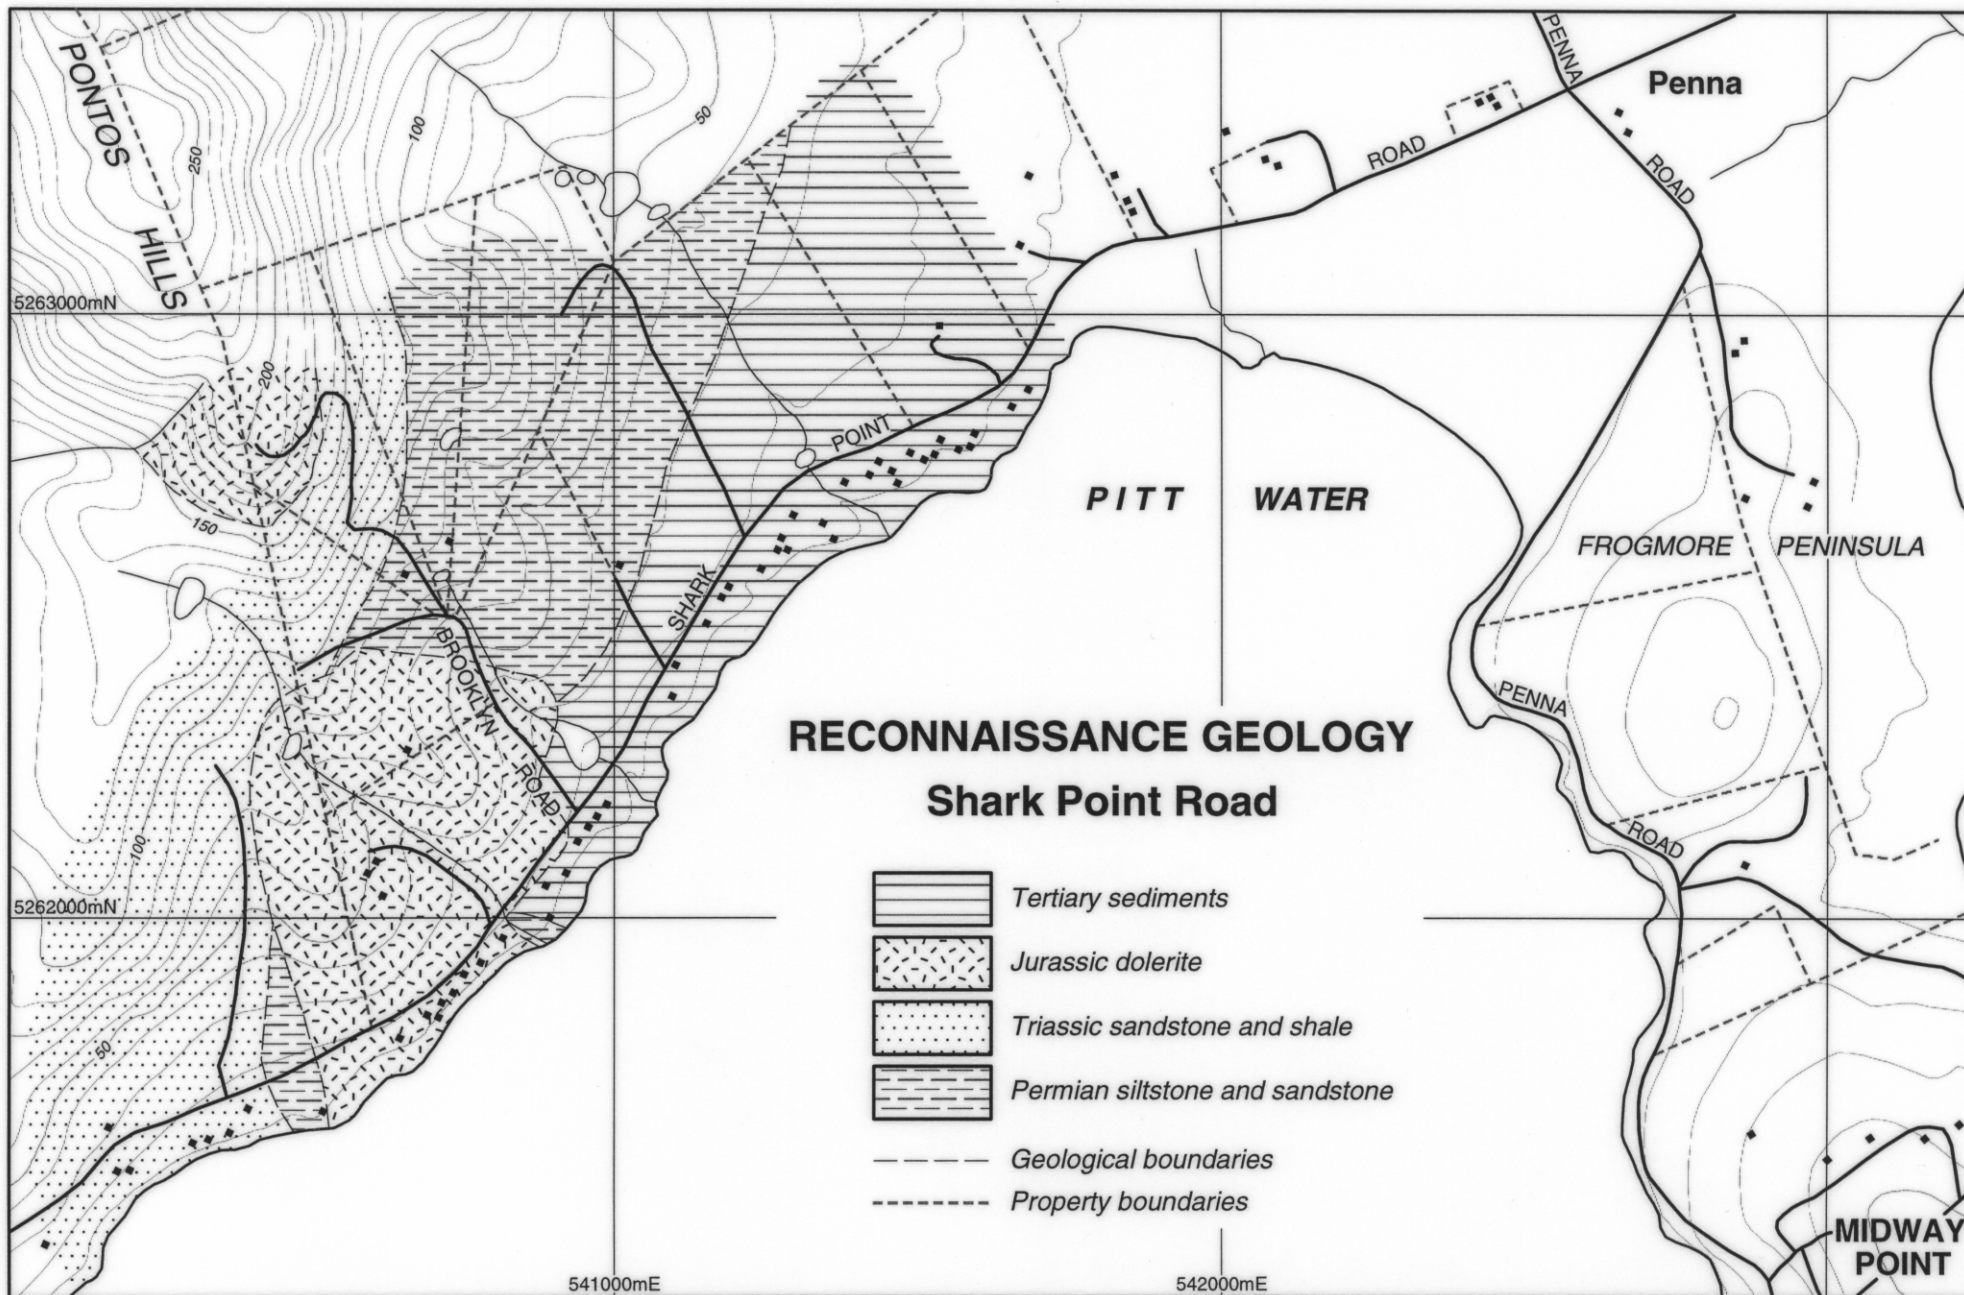 PENNA
Penna
PONTOS
HILLS
250
100
50
ROAD
ROAD
5263000mN
200
150
POINT
SHARK
PITT WATER
FROGMORE PENINSULA
BROOKLYN
ROAD
PENNA
ROAD
100
50
5262000mN
RECONNAISSANCE GEOLOGY
Shark Point Road
Tertiary sediments
Jurassic dolerite
Triassic sandstone and shale
Permian siltstone and sandstone
Geological boundaries
Property boundaries
MIDWAY
POINT
541000mE
542000mE